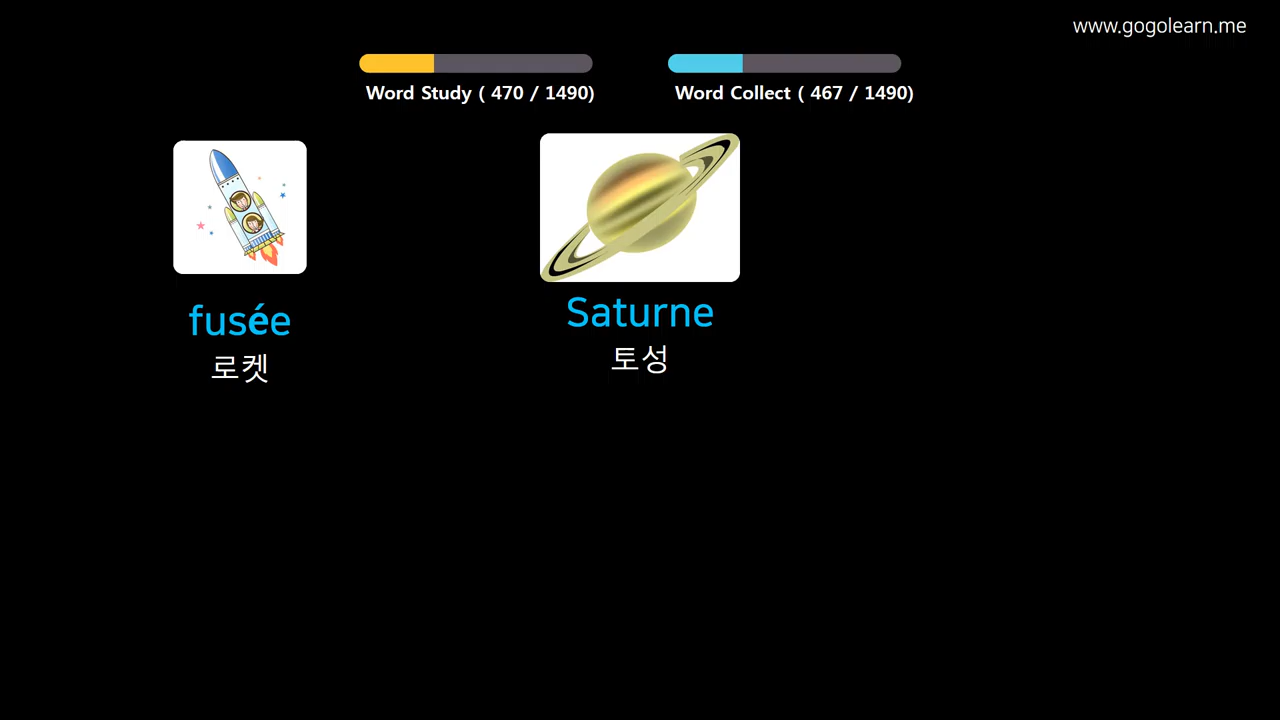 www.gogolearn.me
Word Study ( 470 / 1490)
Word Collect ( 467 / 1490)
fusée
로켓
Saturne
토성